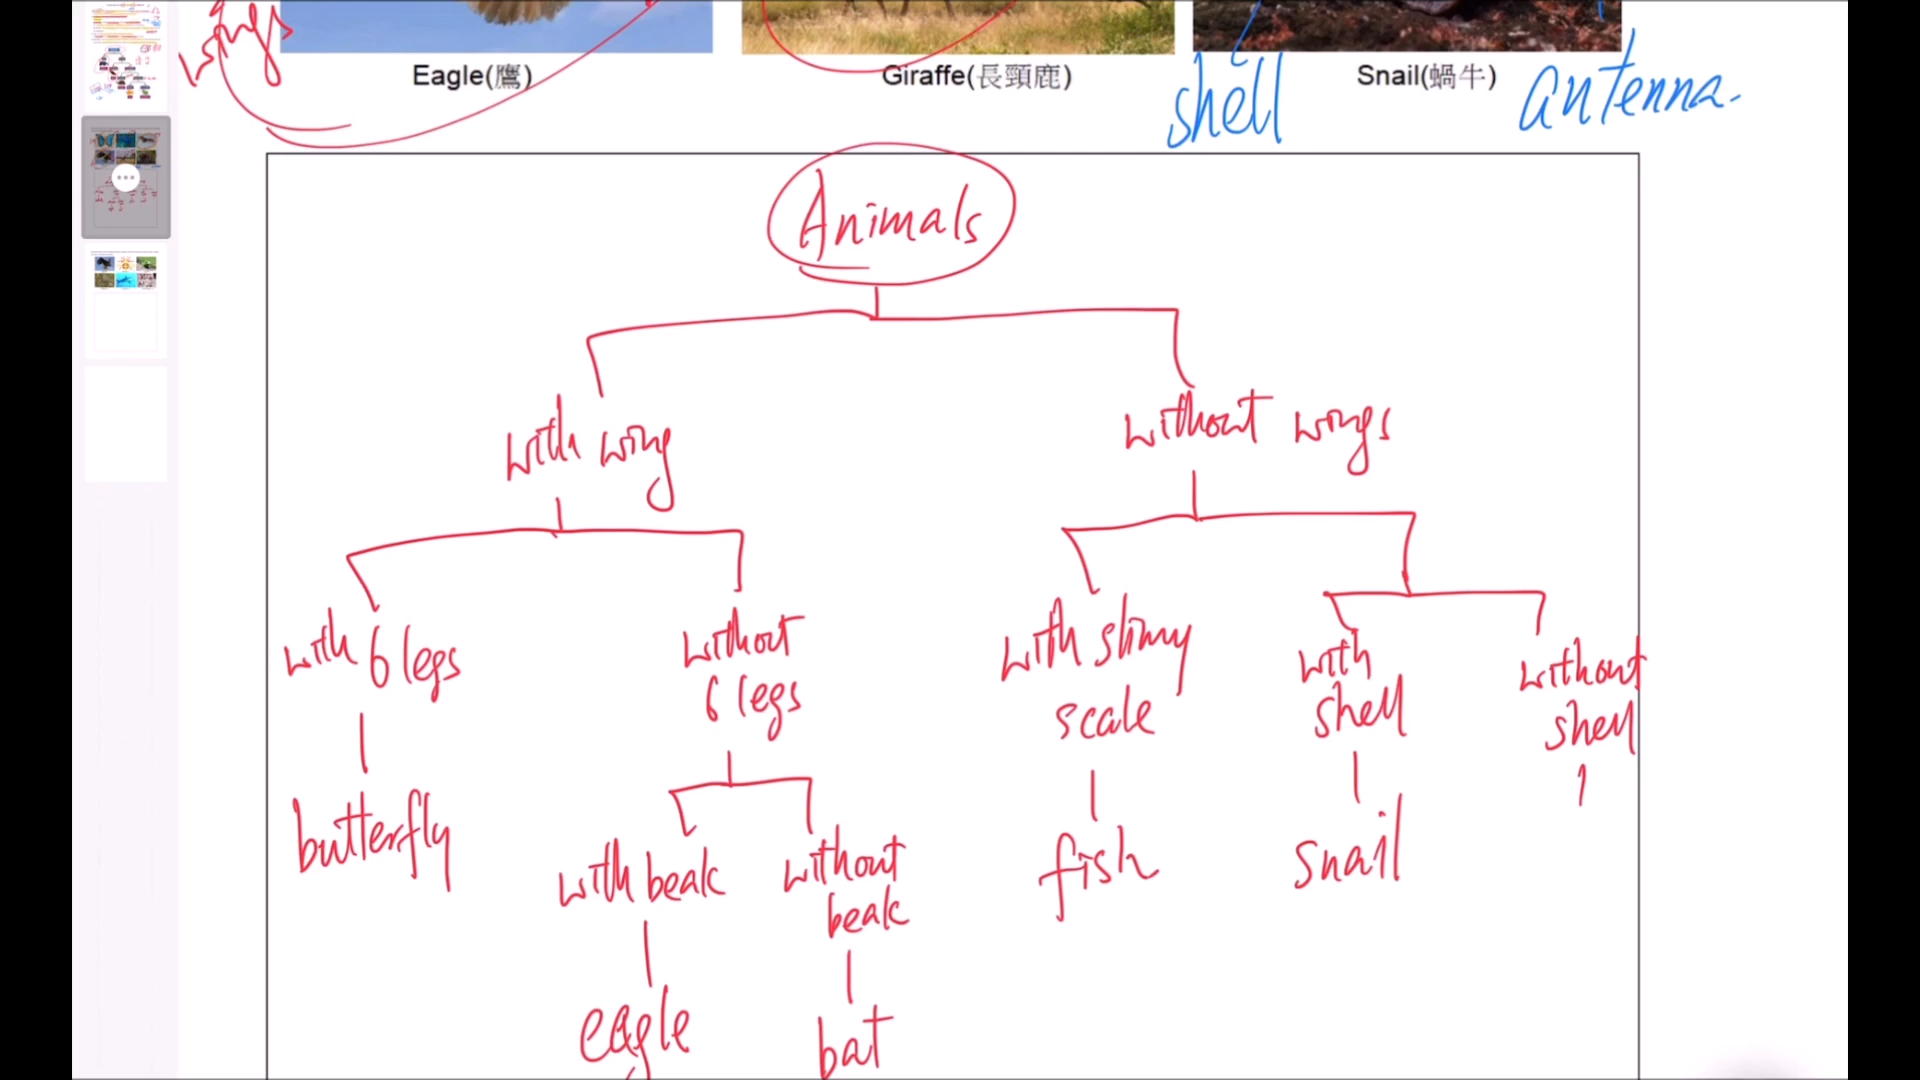 wings
Eagle(鷹)
Giraffe(長頸鹿)
Snail(蝸牛)
shell
antenna.
Animals
with wing
without wings
with 6 legs
without
6 legs
with slimy
scale
with
shell
without
shell
butterfly
with beak
without
beak
fish
snail
eagle
bat